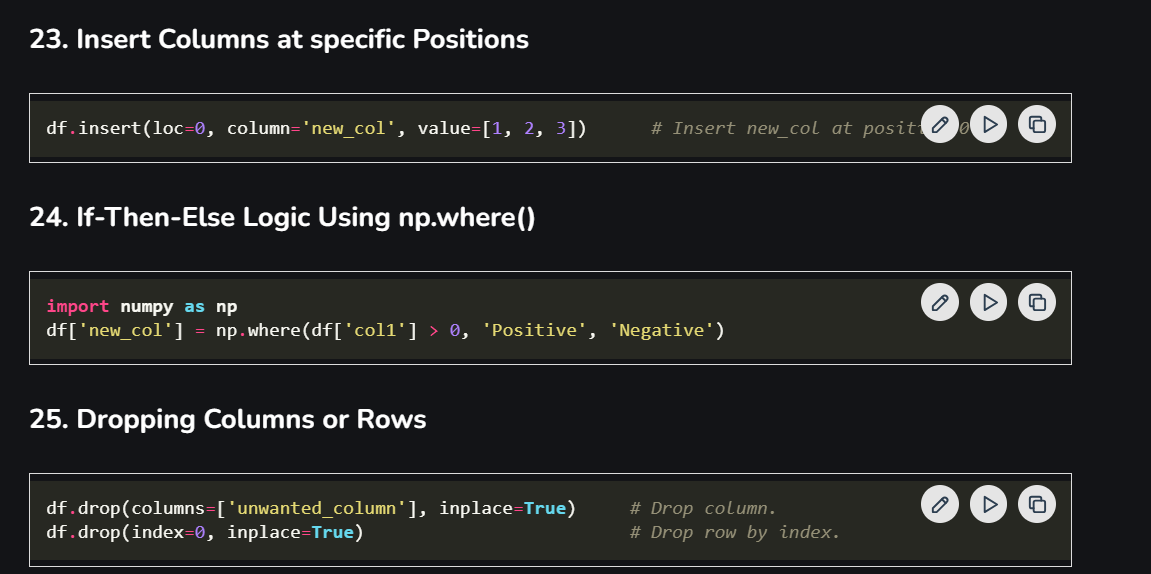 23. Insert Columns at specific Positions
df.insert(loc=0, column='new_col', value=[1, 2, 3])      # Insert new_col at 0
24. If-Then-Else Logic Using np.where()
import numpy as np
df['new_col'] = np.where(df['col1'] > 0, 'Positive', 'Negative')
25. Dropping Columns or Rows
df.drop(columns=['unwanted_column'], inplace=True)     # Drop column.
df.drop(index=0, inplace=True)                         # Drop row by index.